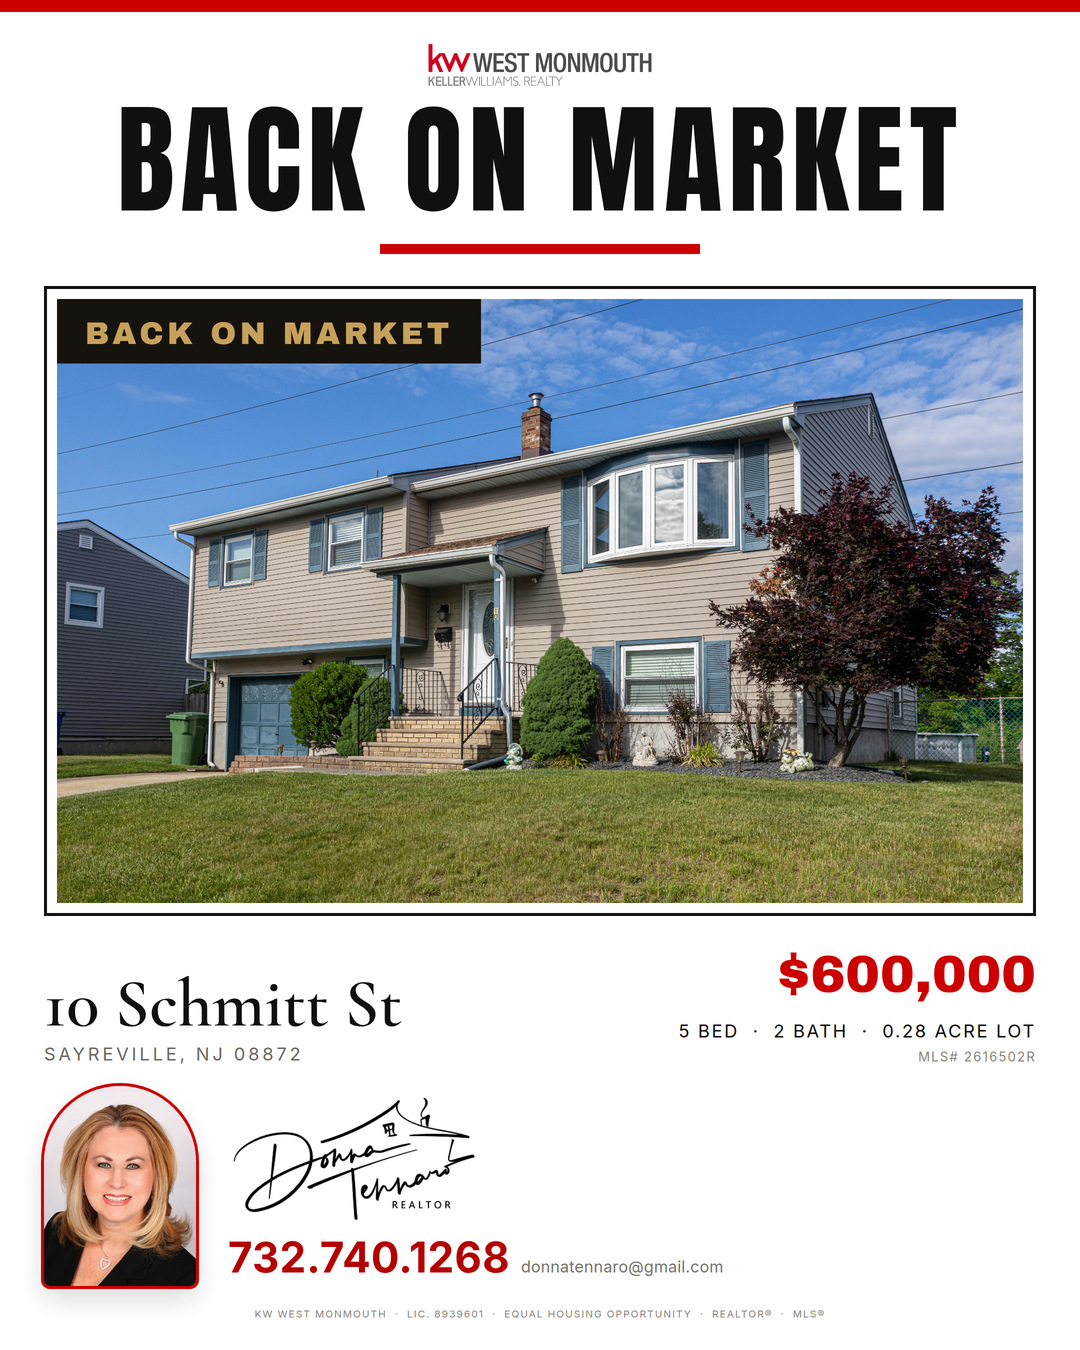 kw WEST MONMOUTH
KELLERWILLIAMS. REALTY
BACK ON MARKET
BACK ON MARKET
10 Schmitt St
SAYREVILLE, NJ 08872
$600,000
5 BED · 2 BATH · 0.28 ACRE LOT
MLS# 2616502R
Donna
Tennaro
REALTOR
732.740.1268 donnatennaro@gmail.com
KW WEST MONMOUTH · LIC. 8939601 · EQUAL HOUSING OPPORTUNITY · REALTOR® · MLS®